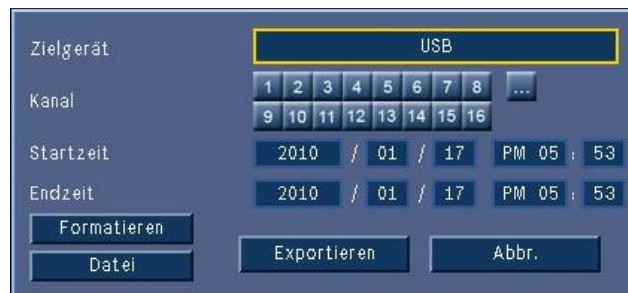 Zielgerät USB
Kanal 1 2 3 4 5 6 7 8 ...
9 10 11 12 13 14 15 16
Startzeit 2010 / 01 / 17 PM 05 : 53
Endzeit 2010 / 01 / 17 PM 05 : 53
Formatieren
Exportieren Abbr.
Datei